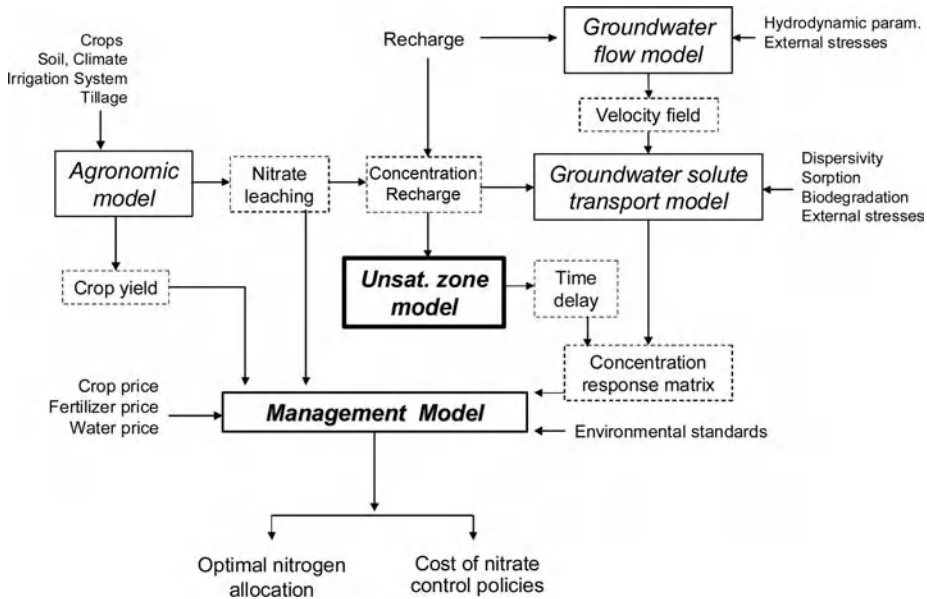 Crops
Soil, Climate
Irrigation System
Tillage
Recharge
Groundwater
flow model
Hydrodynamic param.
External stresses
Velocity field
Agronomic
model
Nitrate
leaching
Concentration
Recharge
Groundwater solute
transport model
Dispersivity
Sorption
Biodegradation
External stresses
Crop yield
Unsat. zone
model
Time
delay
Concentration
response matrix
Crop price
Fertilizer price
Water price
Management Model
Environmental standards
Optimal nitrogen
allocation
Cost of nitrate
control policies